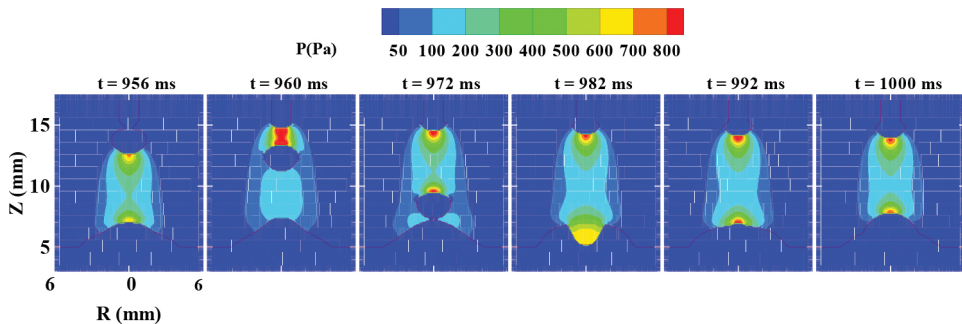 P(Pa)
50 100 200 300 400 500 600 700 800
t = 956 ms t = 960 ms t = 972 ms t = 982 ms t = 992 ms t = 1000 ms
15
10
5
Z (mm)
6 0 6
R (mm)